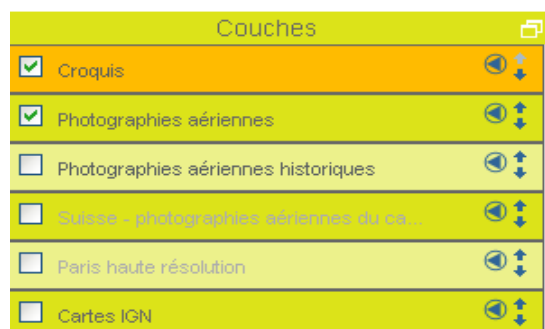 Couches
Croquis
Photographies aériennes
Photographies aériennes historiques
Suisse - photographies aériennes du ca...
Paris haute résolution
Cartes IGN